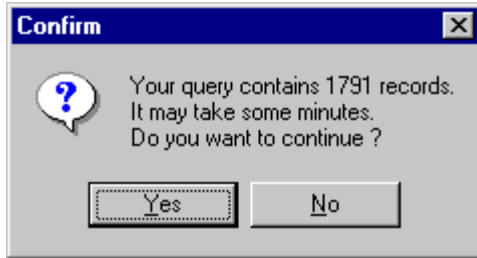 Confirm
?
Your query contains 1791 records.
It may take some minutes.
Do you want to continue ?
Yes No